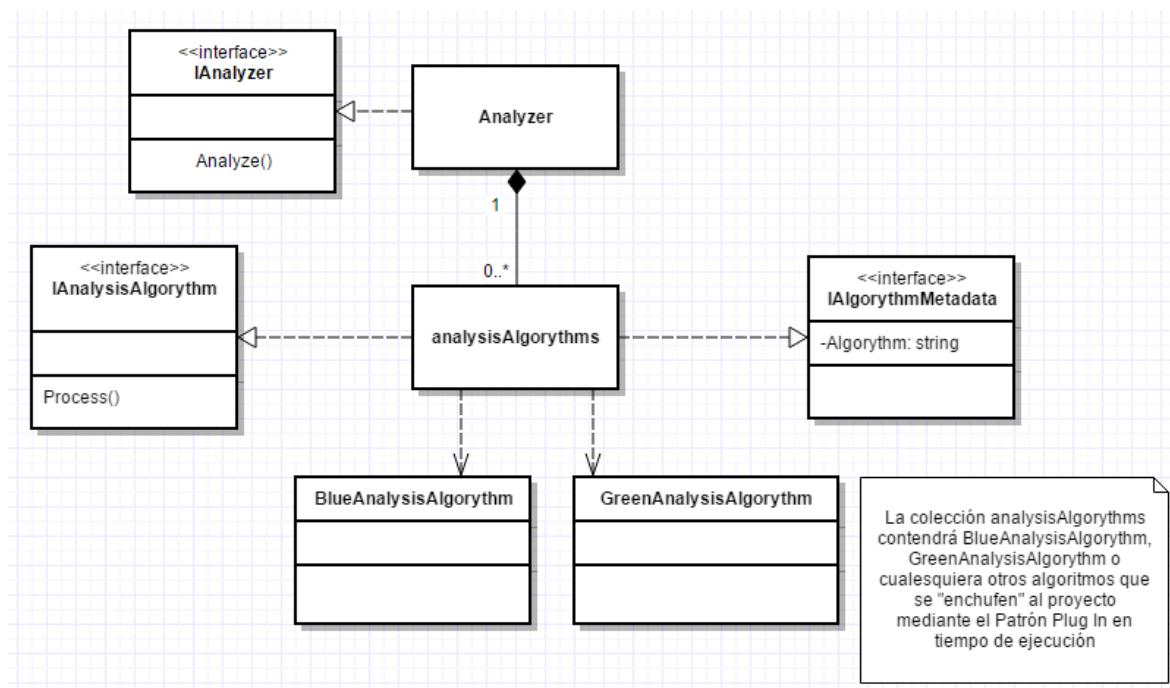 <<interface>>
IAnalyzer
Analyze()
Analyzer
1
0..*
<<interface>>
IAnalysisAlgorythm
Process()
analysisAlgorythms
<<interface>>
IAlgorythmMetadata
-Algorythm: string
BlueAnalysisAlgorythm
GreenAnalysisAlgorythm
La colección analysisAlgorythms
contendrá BlueAnalysisAlgorythm,
GreenAnalysisAlgorythm o
cualesquiera otros algoritmos que
se "enchufen" al proyecto
mediante el Patrón Plug In en
tiempo de ejecución